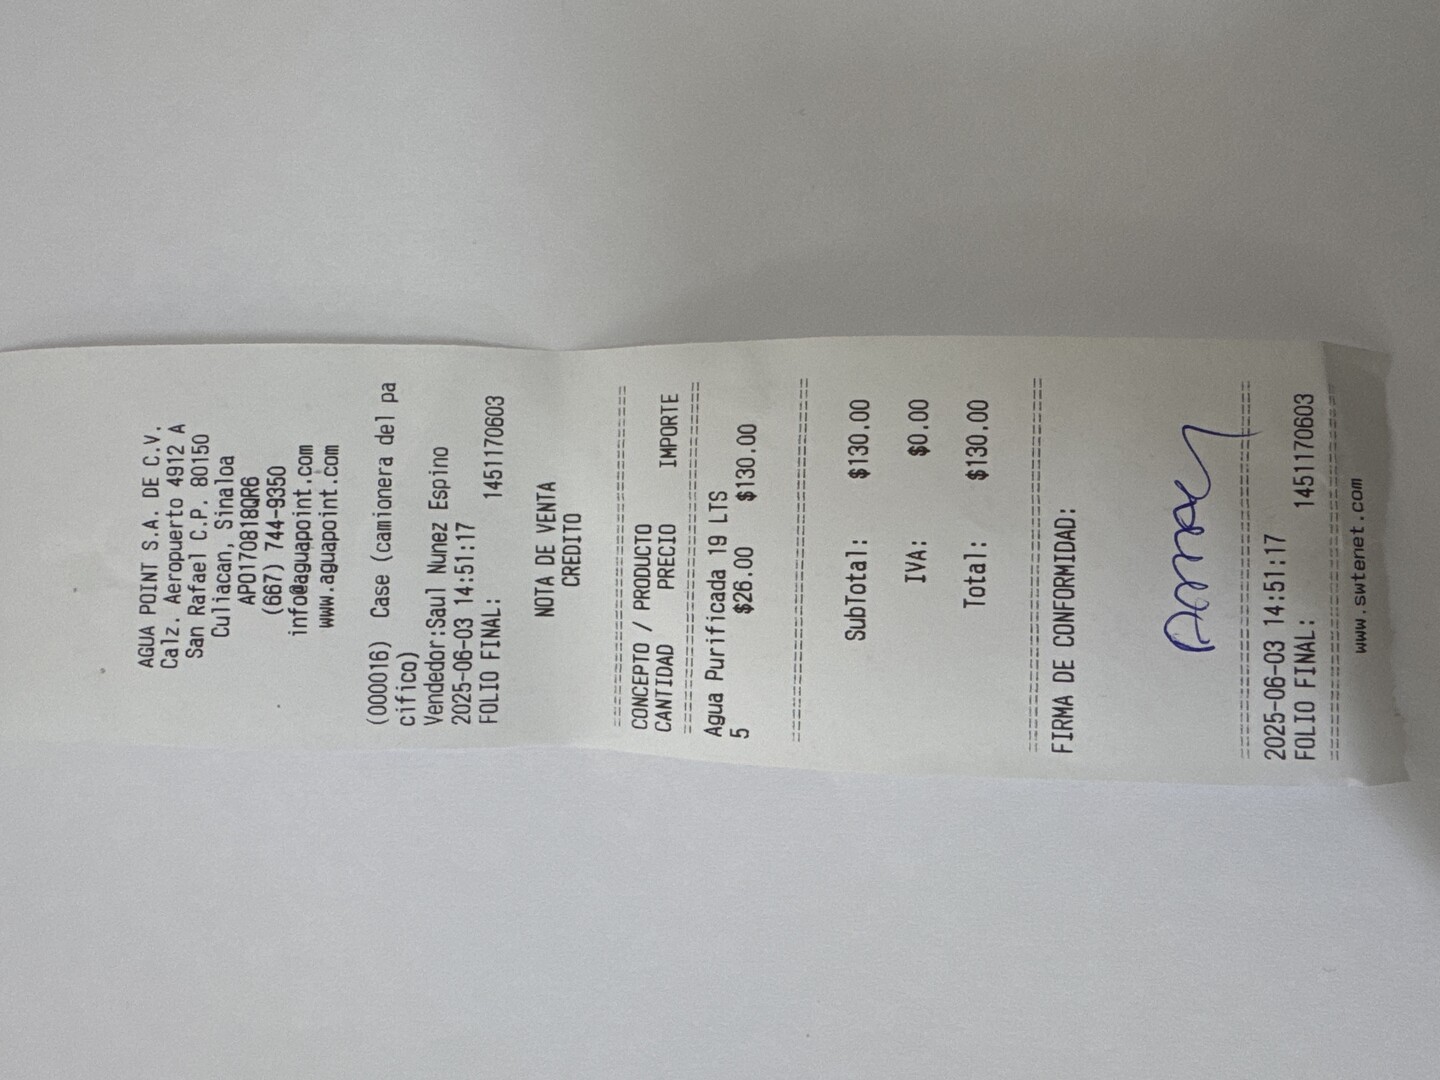 AGUA POINT S.A. DE C.V.
Calz. Aeropuerto 4912 A
San Rafael C.P. 80150
Culiacan, Sinaloa
APO170818QR6
(667) 744-9350
info@aguapoint.com
www.aguapoint.com
(0000016) Case (camionera del pa
cifico)
Vendedor:Saul Nunez Espino
2025-06-03 14:51:17
FOLIO FINAL: 1451170603
NOTA DE VENTA
CREDITO
===============================
CONCEPTO / PRODUCTO
CANTIDAD PRECIO IMPORTE
===============================
Agua Purificada 19 LTS
5 $26.00 $130.00
===============================
SubTotal: $130.00
IVA: $0.00
Total: $130.00
===============================
FIRMA DE CONFORMIDAD:
===============================
2025-06-03 14:51:17
FOLIO FINAL: 1451170603
===============================
www.swtenet.com